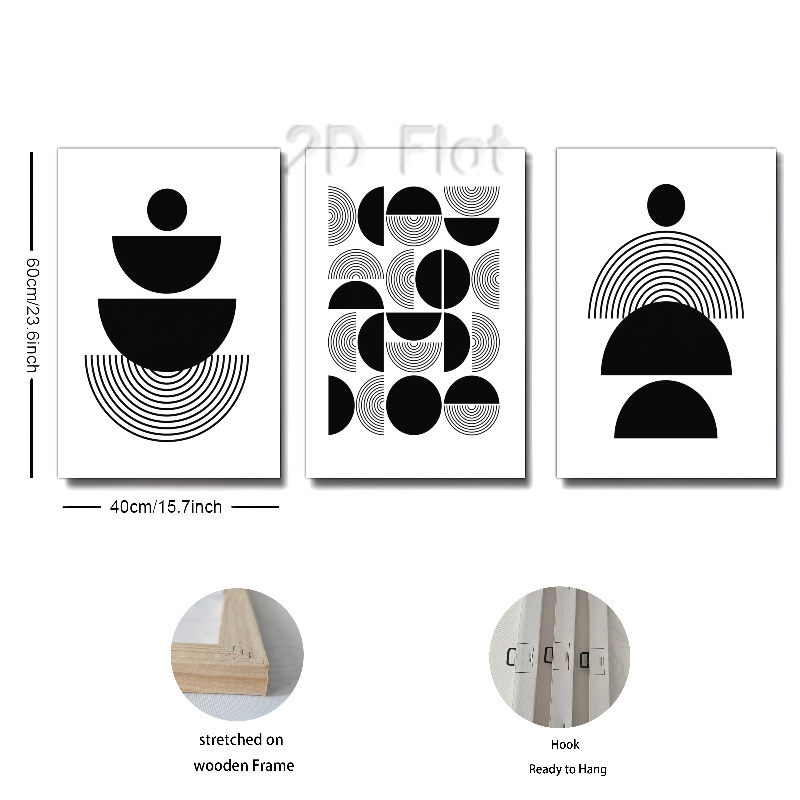 2D Flat
60cm/23.6inch
40cm/15.7inch
stretched on
wooden Frame
Hook
Ready to Hang